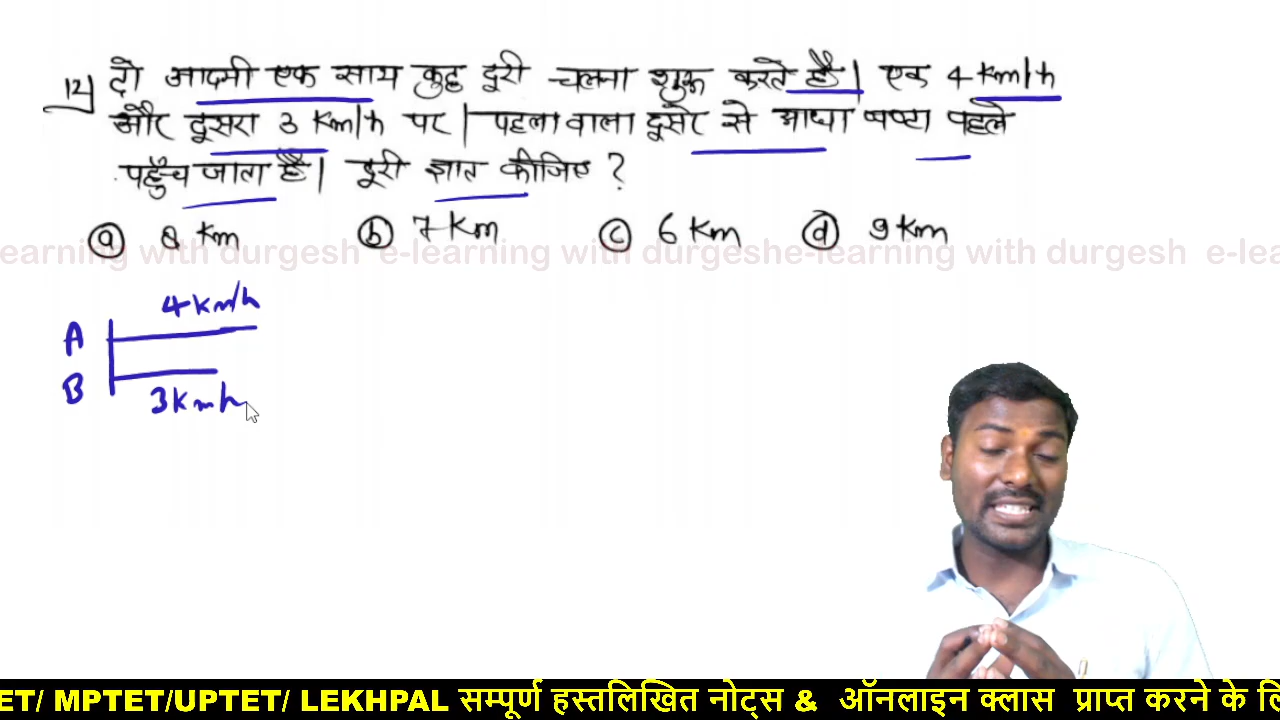 12) दो आदमी एक साथ कुछ दूरी चलना शुरू करते हैं| एक 4 km/h
और दूसरा 3 Km/h पर | पहला वाला दूसरे से आधा घण्टा पहले
पहुँच जाता है| दूरी ज्ञात कीजिए ?
(a) 8 Km (b) 7 Km (c) 6 Km (d) 9 Km
e-learning with durgesh e-learning with durgeshe-learning with durgesh e-lea
4 Km/h
A
B
3 Kmh
ET/ MPTET/UPTET/ LEKHPAL सम्पूर्ण हस्तलिखित नोट्स & ऑनलाइन क्लास प्राप्त करने के लि